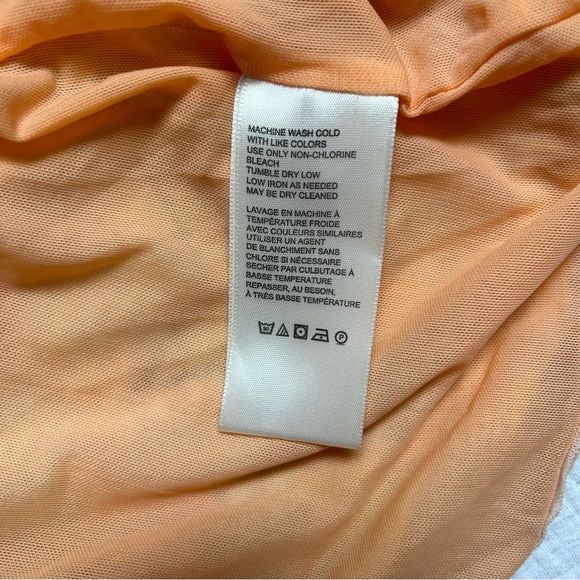 MACHINE WASH COLD
WITH LIKE COLORS
USE ONLY NON-CHLORINE
BLEACH
TUMBLE DRY LOW
LOW IRON AS NEEDED
MAY BE DRY CLEANED
LAVAGE EN MACHINE À
TEMPÉRATURE FROIDE
AVEC COULEURS SIMILAIRES
UTILISER UN AGENT
DE BLANCHIMENT SANS
CHLORE SI NÉCESSAIRE
SECHER PAR CULBUTAGE À
BASSE TEMPÉRATURE
REPASSER, AU BESOIN,
À TRÈS BASSE TEMPÉRATURE
30 P